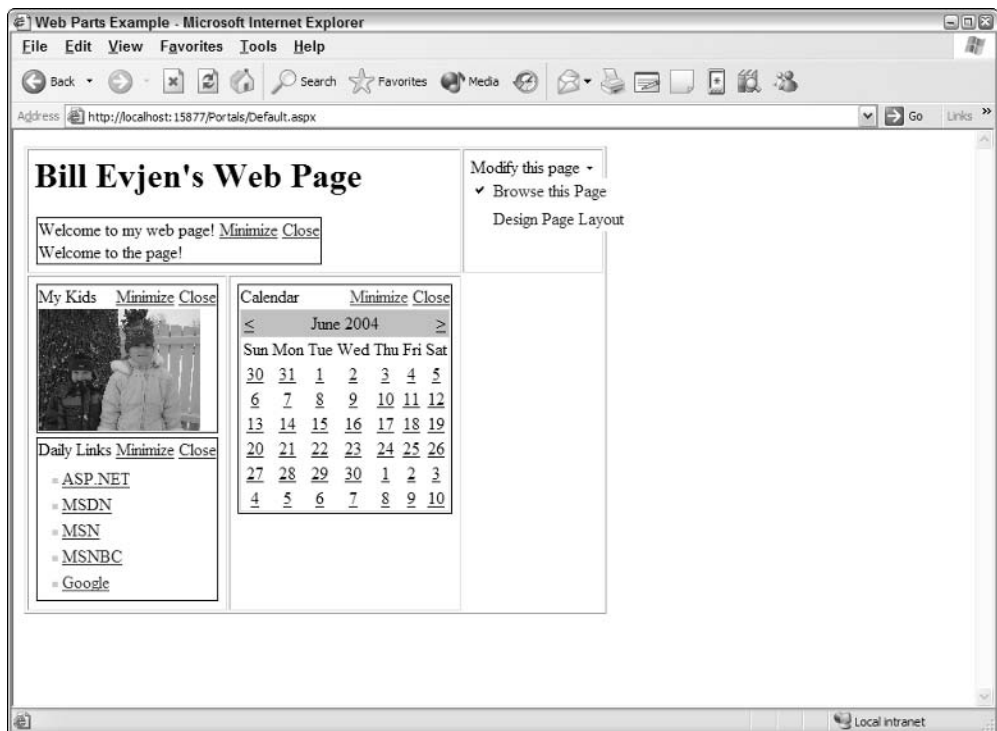 Web Parts Example - Microsoft Internet Explorer
File Edit View Favorites Tools Help
Back Search Favorites Media
Address http://localhost:15877/Portals/Default.aspx Go Links »
Bill Evjen's Web Page
Modify this page
Browse this Page
Design Page Layout
Welcome to my web page! Minimize Close
Welcome to the page!
My Kids Minimize Close
Daily Links Minimize Close
ASP.NET
MSDN
MSN
MSNBC
Google
Calendar Minimize Close
< June 2004 >
Sun Mon Tue Wed Thu Fri Sat
30 31 1 2 3 4 5
6 7 8 9 10 11 12
13 14 15 16 17 18 19
20 21 22 23 24 25 26
27 28 29 30 1 2 3
4 5 6 7 8 9 10
Local intranet